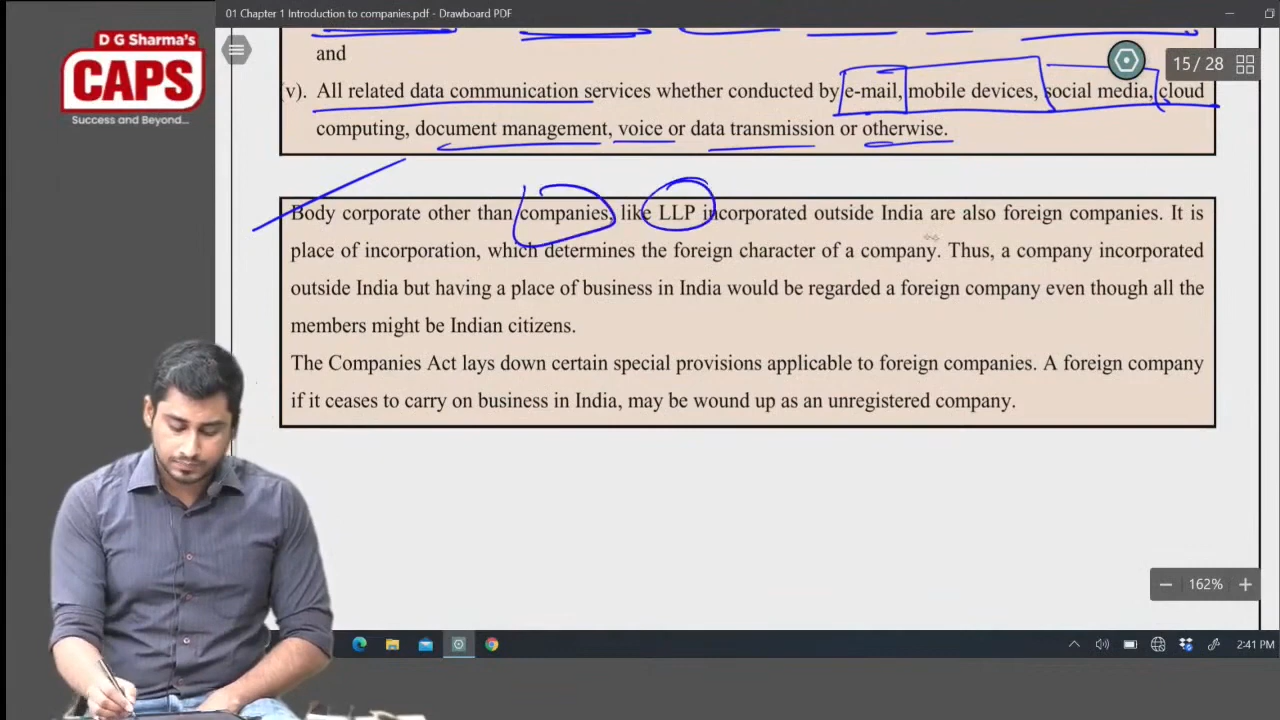 01 Chapter 1 Introduction to companies.pdf - Drawboard PDF
D G Sharma's
CAPS
Success and Beyond...
15 / 28
and
(v). All related data communication services whether conducted by e-mail, mobile devices, social media, cloud
computing, document management, voice or data transmission or otherwise.
Body corporate other than companies, like LLP incorporated outside India are also foreign companies. It is
place of incorporation, which determines the foreign character of a company. Thus, a company incorporated
outside India but having a place of business in India would be regarded a foreign company even though all the
members might be Indian citizens.
The Companies Act lays down certain special provisions applicable to foreign companies. A foreign company
if it ceases to carry on business in India, may be wound up as an unregistered company.
162%
2:41 PM